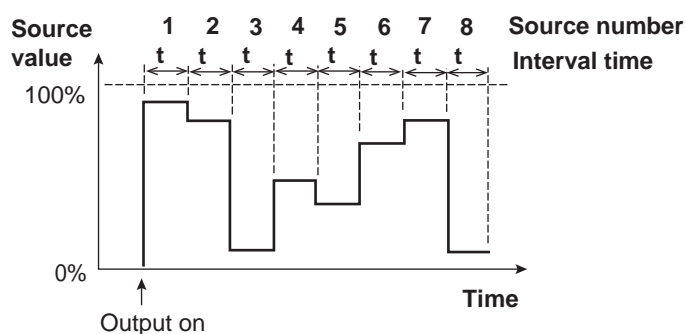 Source value
1 2 3 4 5 6 7 8
Source number
t t t t t t t t
Interval time
100%
0%
Time
Output on